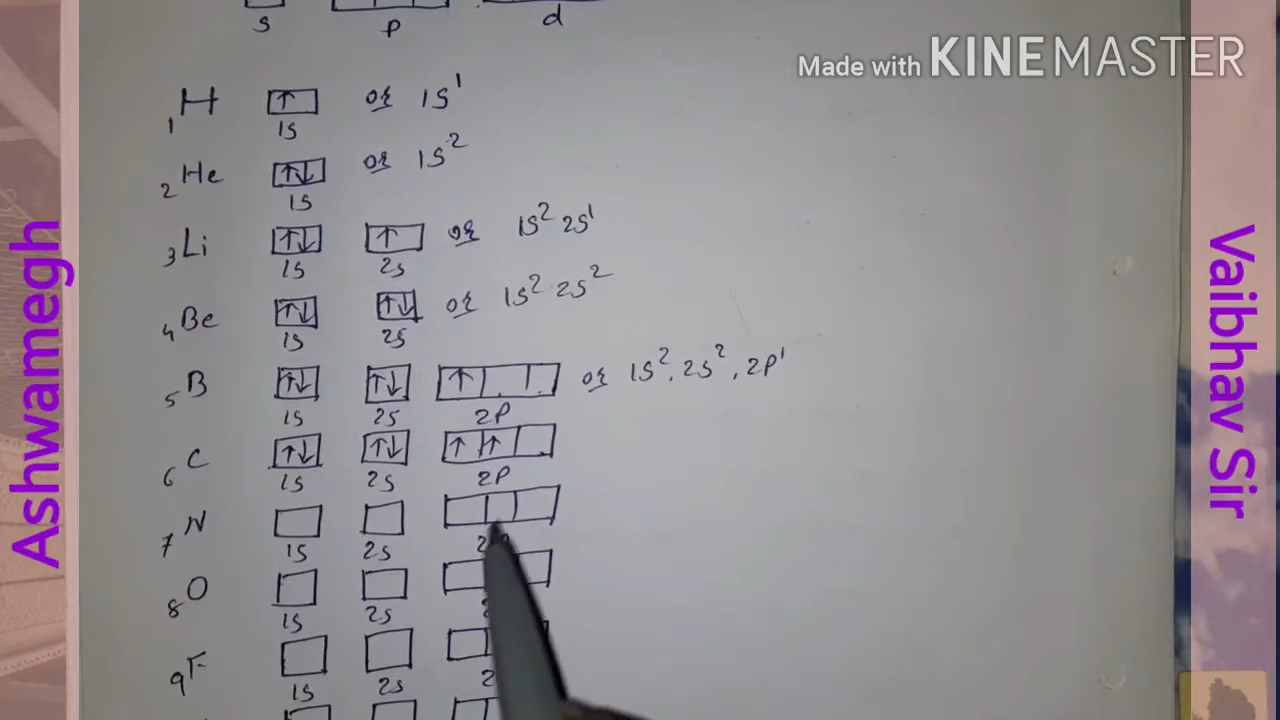 s p d
Made with KINEMASTER
₁H ↑ or 1s¹
1s
₂He ↑↓ or 1s²
1s
₃Li ↑↓ ↑ or 1s² 2s¹
1s 2s
₄Be ↑↓ ↑↓ or 1s² 2s²
1s 2s
₅B ↑↓ ↑↓ ↑ or 1s², 2s², 2p¹
1s 2s 2p
₆C ↑↓ ↑↓ ↑ ↑
1s 2s 2p
₇N
1s 2s
₈O
1s 2s
₉F
1s 2s
Ashwamegh
Vaibhav Sir